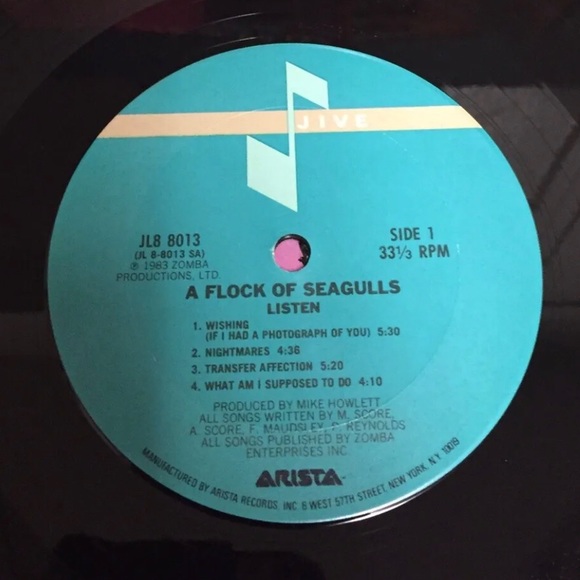 JIVE
JL8 8013
(JL 8-8013 SA)
℗ 1983 ZOMBA
PRODUCTIONS, LTD.
SIDE 1
33⅓ RPM
A FLOCK OF SEAGULLS
LISTEN
1. WISHING
(IF I HAD A PHOTOGRAPH OF YOU) 5:30
2. NIGHTMARES 4:36
3. TRANSFER AFFECTION 5:20
4. WHAT AM I SUPPOSED TO DO 4:10
PRODUCED BY MIKE HOWLETT
ALL SONGS WRITTEN BY M. SCORE,
A. SCORE, F. MAUDSLEY, P. REYNOLDS
ALL SONGS PUBLISHED BY ZOMBA
ENTERPRISES INC.
ARISTA
MANUFACTURED BY ARISTA RECORDS, INC 6 WEST 57TH STREET, NEW YORK, N.Y. 10019